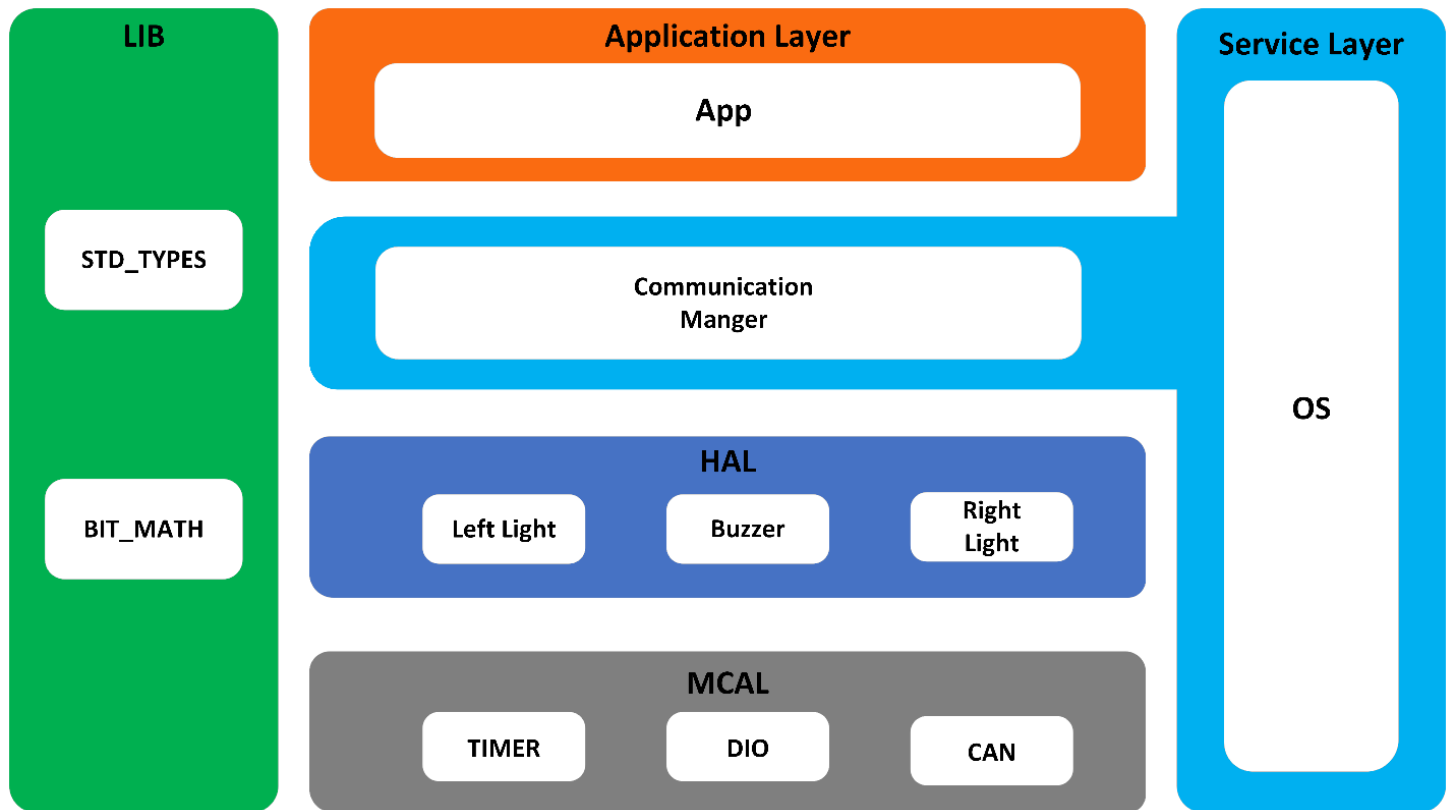 LIB
STD_TYPES
BIT_MATH
Application Layer
App
Communication
Manger
HAL
Left Light
Buzzer
Right
Light
MCAL
TIMER
DIO
CAN
Service Layer
OS